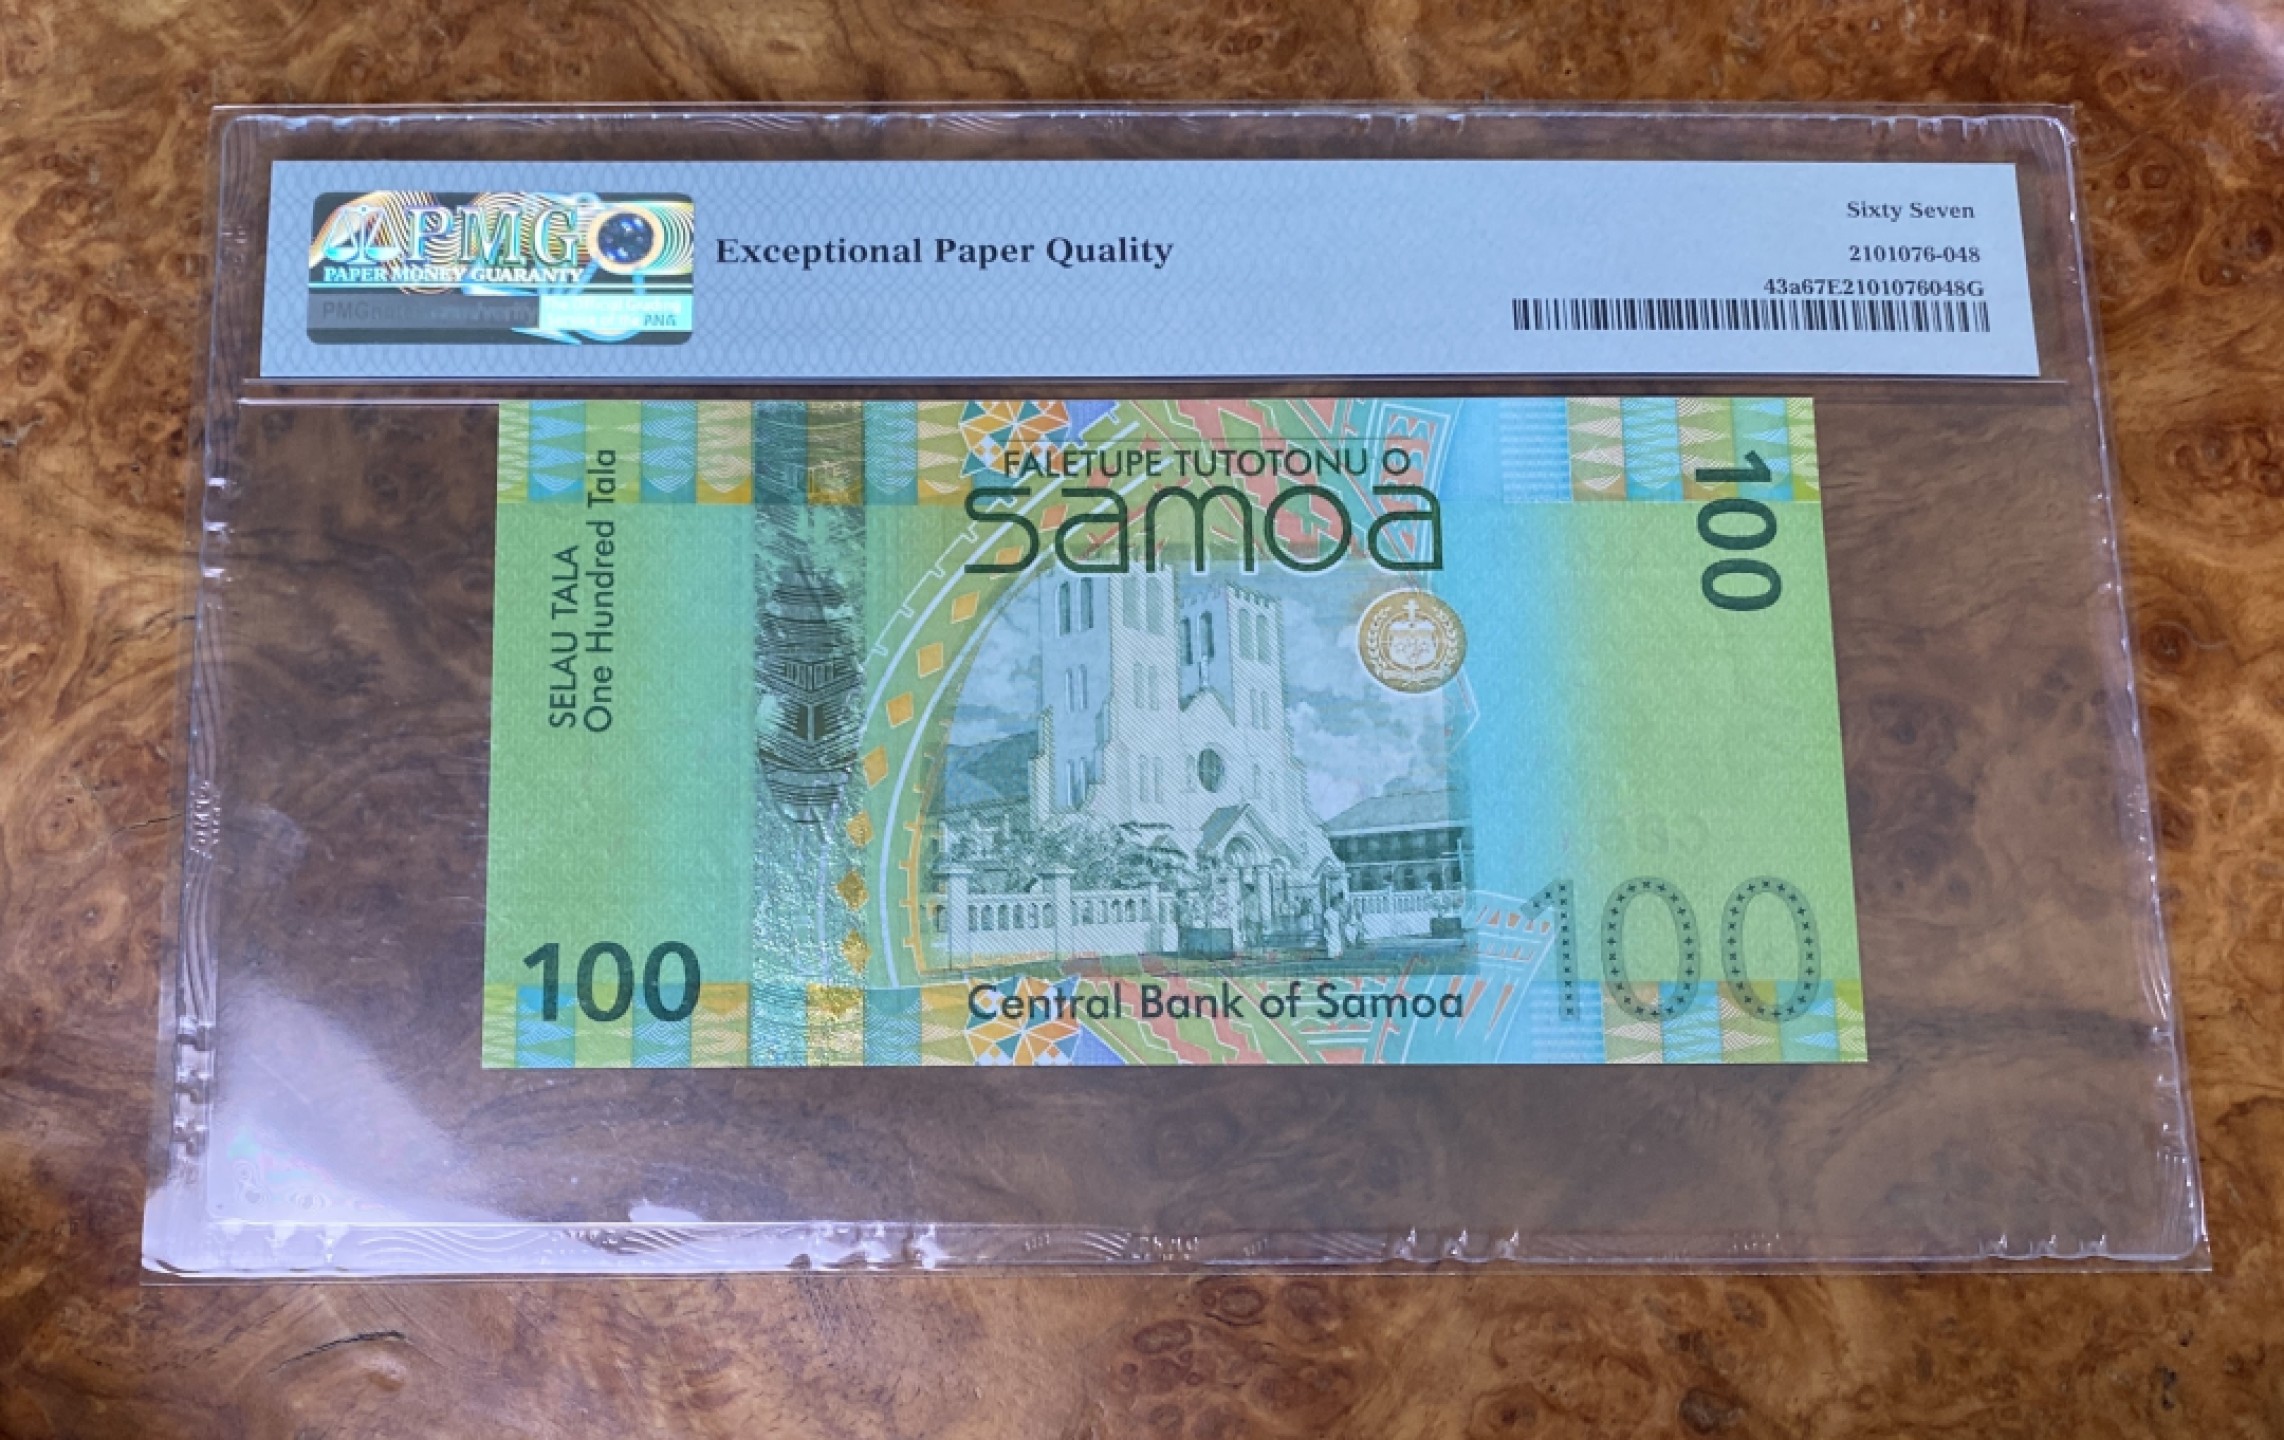 PMG
PAPER MONEY GUARANTY
Exceptional Paper Quality
Sixty Seven
2101076-048
43a67E2101076048G
SELAU TALA
One Hundred Tala
FALETUPE TUTOTONU O
samoa
100
100
100
Central Bank of Samoa